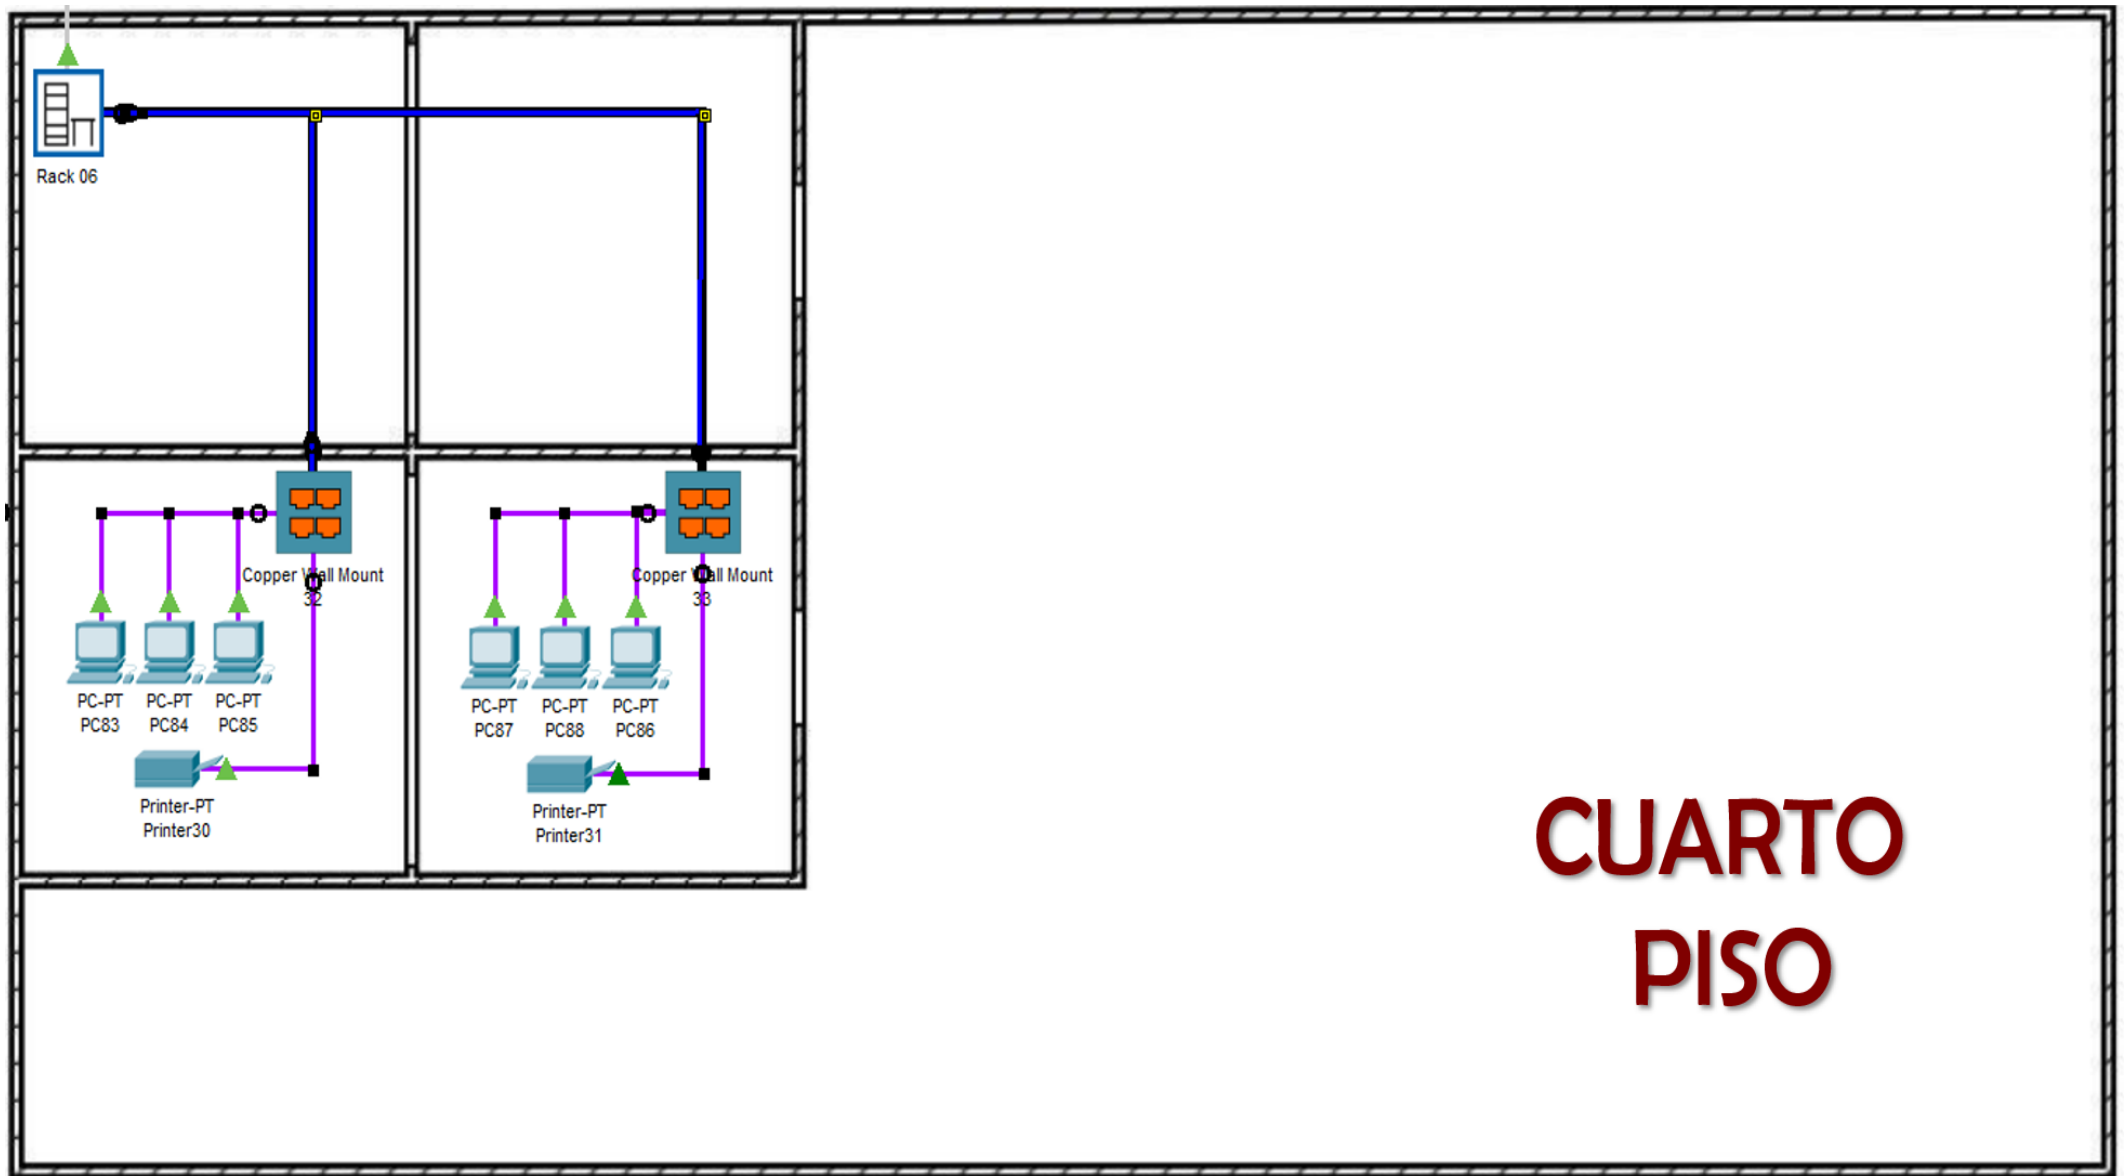 Rack 06
Copper Wall Mount
32
Copper Wall Mount
33
PC-PT
PC83
PC-PT
PC84
PC-PT
PC85
PC-PT
PC87
PC-PT
PC88
PC-PT
PC86
Printer-PT
Printer30
Printer-PT
Printer31
CUARTO
PISO